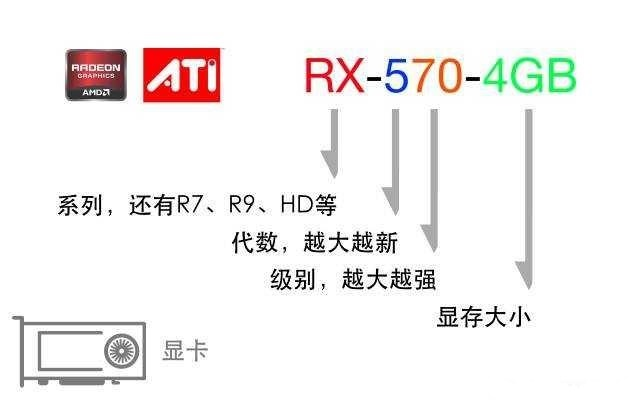 RADEON
GRAPHICS
AMD
ATI
RX-570-4GB
系列，还有R7、R9、HD等
代数，越大越新
级别，越大越强
显存大小
显卡